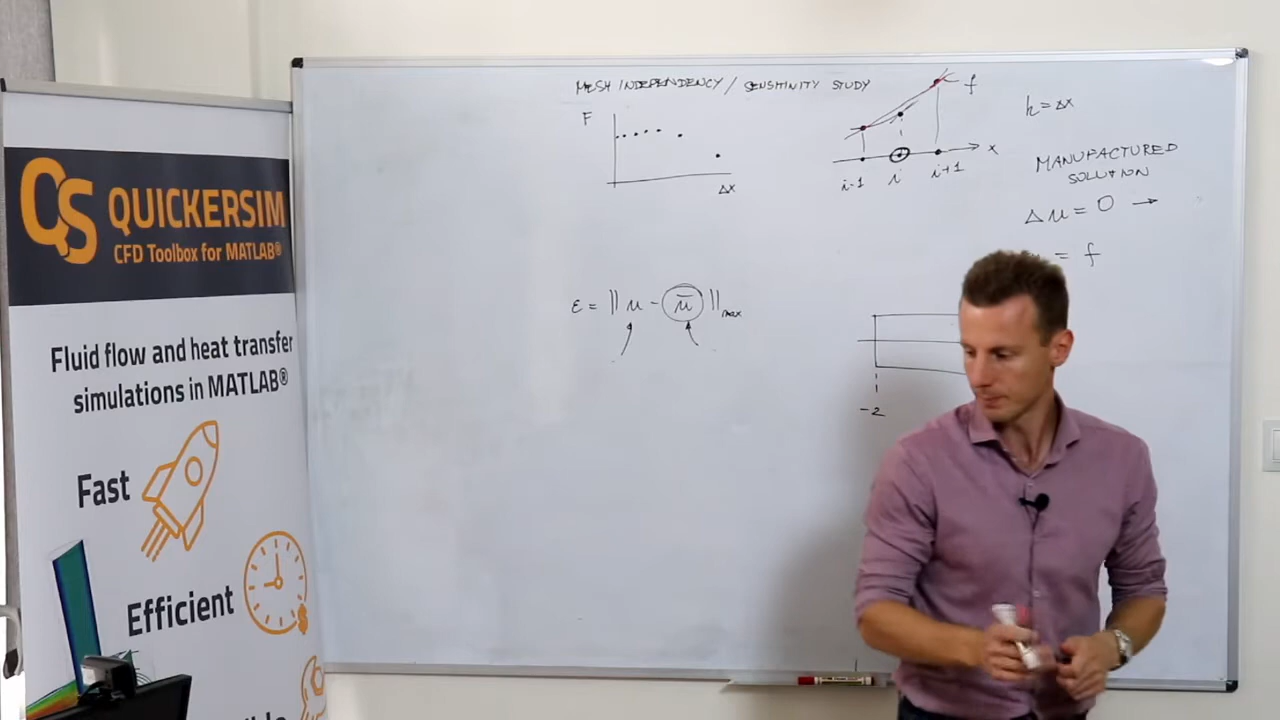 QS QUICKERSIM
CFD Toolbox for MATLAB®
Fluid flow and heat transfer
simulations in MATLAB®
Fast
Efficient
MESH INDEPENDENCY / SENSITIVITY STUDY
F
Δx
f
x
i-1 i i+1
h = Δx
MANUFACTURED
SOLUTION
Δu = 0 →
= f
ε = || u - ū ||max
-2